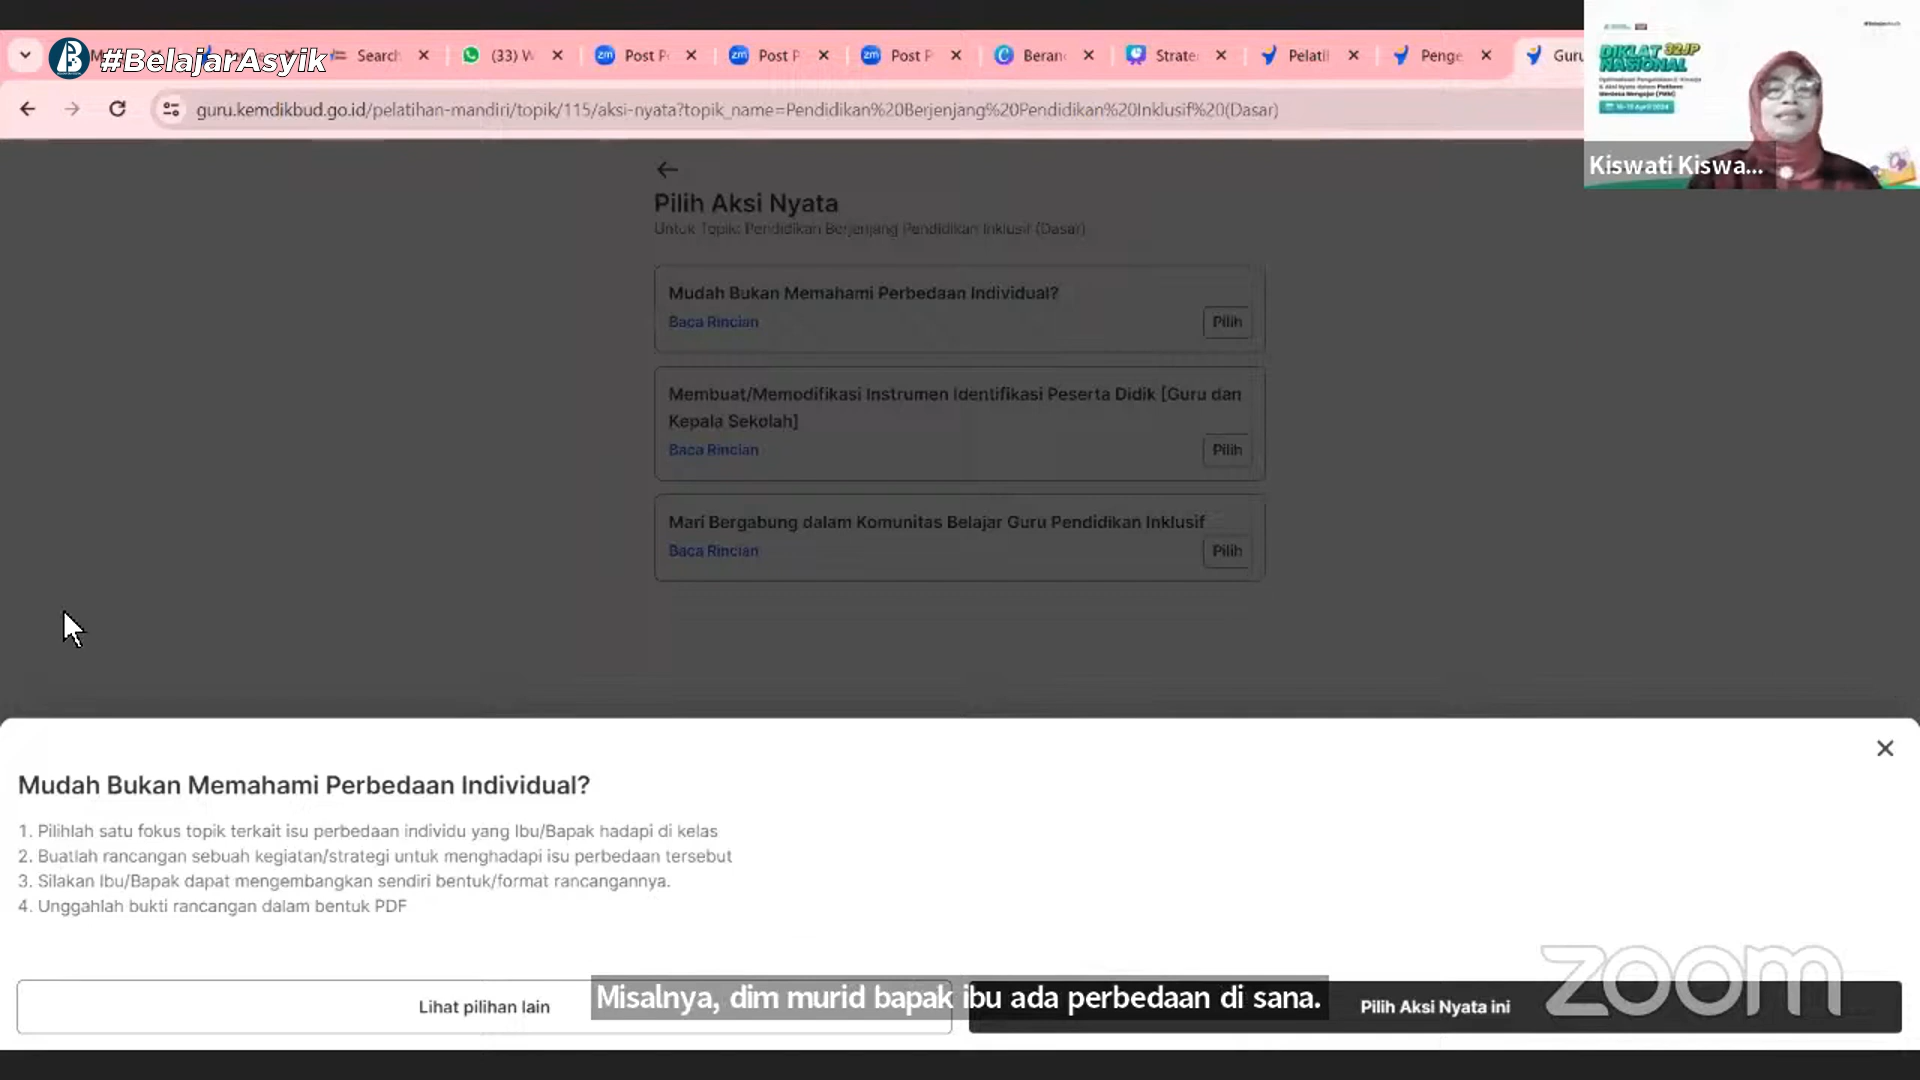 #BelajarAsyik
Search
(33) W
Post P
Post P
Post P
Beran
Strate
Pelati
Penge
Guru
guru.kemdikbud.go.id/pelatihan-mandiri/topik/115/aksi-nyata?topik_name=Pendidikan%20Berjenjang%20Pendidikan%20Inklusif%20(Dasar)
DIKLAT 32JP
NASIONAL
Kiswati Kiswa...
Pilih Aksi Nyata
Untuk Topik: Pendidikan Berjenjang Pendidikan Inklusif (Dasar)
Mudah Bukan Memahami Perbedaan Individual?
Baca Rincian
Pilih
Membuat/Memodifikasi Instrumen Identifikasi Peserta Didik [Guru dan
Kepala Sekolah]
Baca Rincian
Pilih
Mari Bergabung dalam Komunitas Belajar Guru Pendidikan Inklusif
Baca Rincian
Pilih
Mudah Bukan Memahami Perbedaan Individual?
1. Pilihlah satu fokus topik terkait isu perbedaan individu yang Ibu/Bapak hadapi di kelas
2. Buatlah rancangan sebuah kegiatan/strategi untuk menghadapi isu perbedaan tersebut
3. Silakan Ibu/Bapak dapat mengembangkan sendiri bentuk/format rancangannya.
4. Unggahlah bukti rancangan dalam bentuk PDF
Lihat pilihan lain
Misalnya, dim murid bapak ibu ada perbedaan di sana.
Pilih Aksi Nyata ini
zoom